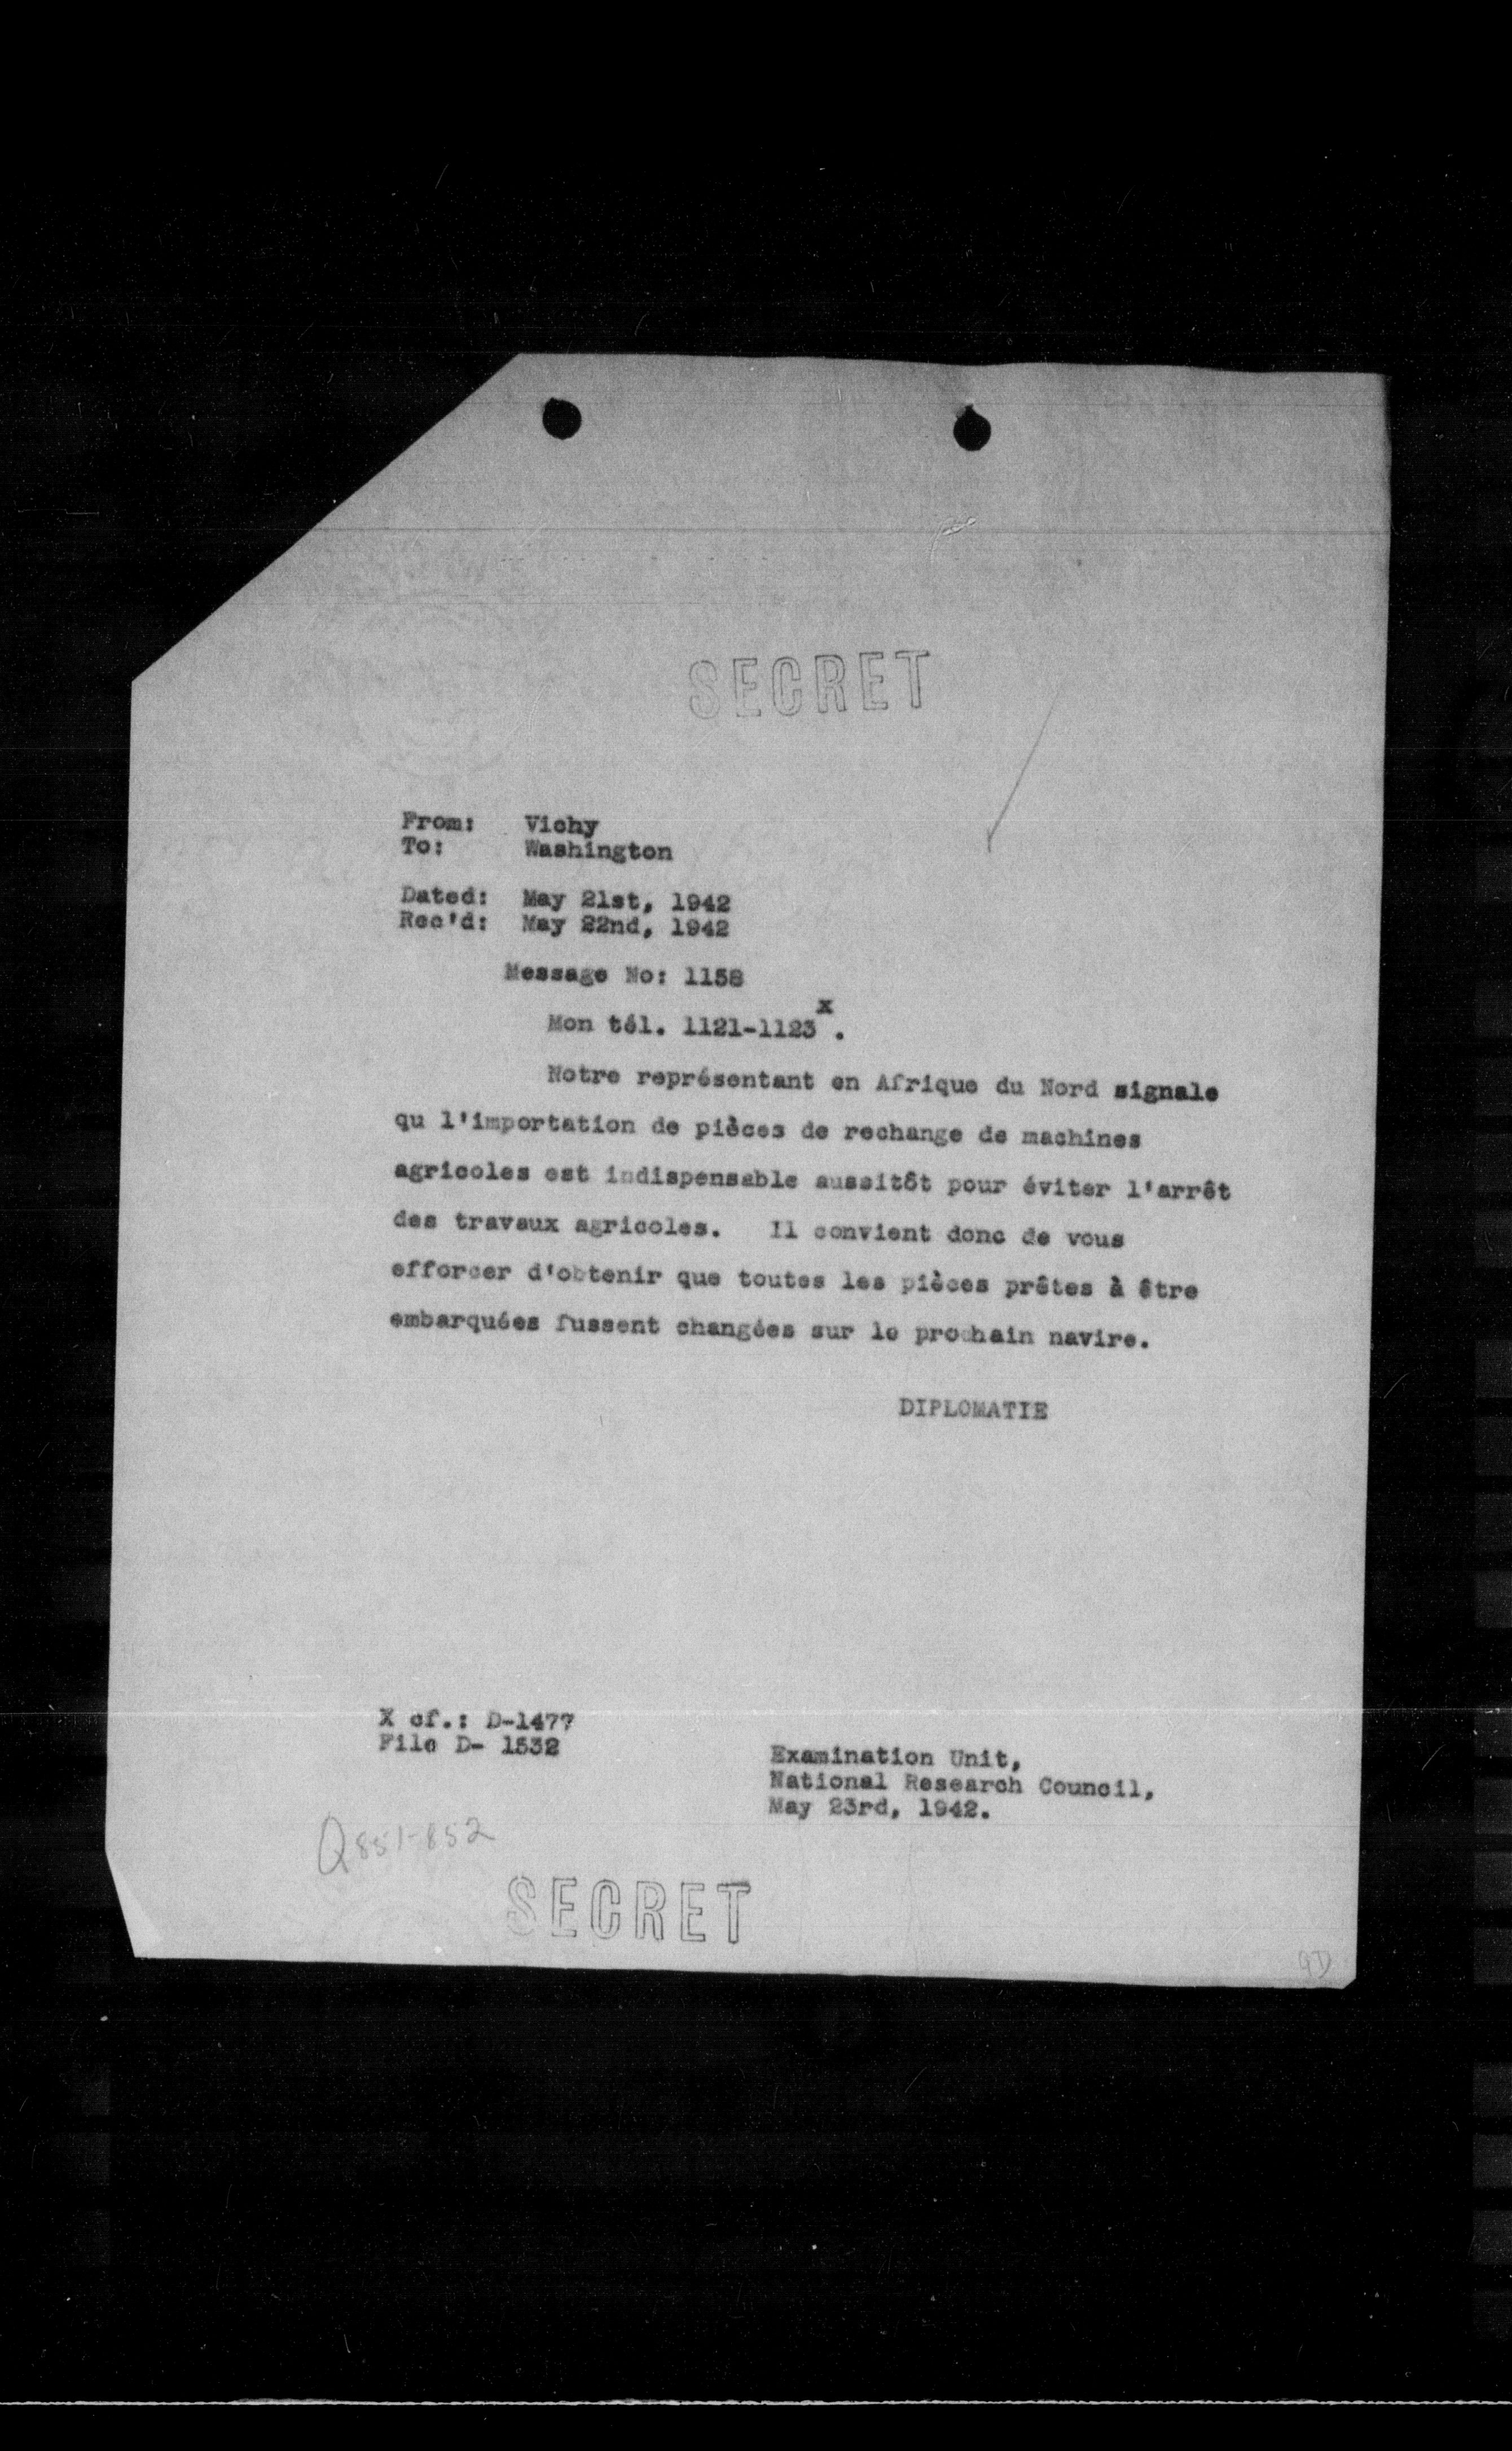 SECRET
From: Vichy
To: Washington
Dated: May 21st, 1942
Rec'd: May 22nd, 1942
Message No: 1158
Mon tél. 1121-1123 x.
Notre représentant en Afrique du Nord signale
qu l'importation de pièces de rechange de machines
agricoles est indispensable aussitôt pour éviter l'arrêt
des travaux agricoles. Il convient donc de vous
efforcer d'obtenir que toutes les pièces prêtes à être
embarquées fussent changées sur le prochain navire.
DIPLOMATIE
X cf.: D-1477
File D- 1532
Examination Unit,
National Research Council,
May 23rd, 1942.
Q851-852
SECRET